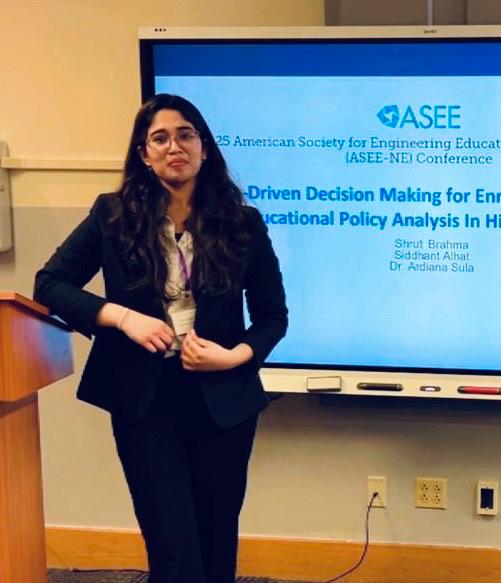 ASEE
25 American Society for Engineering Educat
(ASEE-NE) Conference
-Driven Decision Making for Enr
ucational Policy Analysis In Hi
Shrut Brahma
Siddhant Alhat
Dr. Ardiana Sula